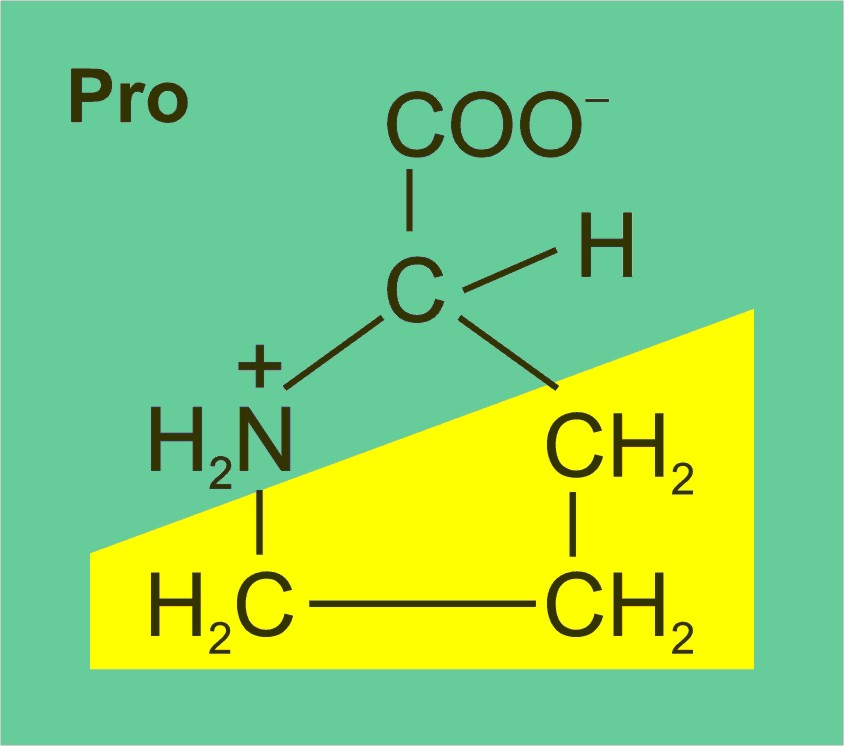 Pro
COO⁻
C
H
+
H₂N
CH₂
H₂C
CH₂